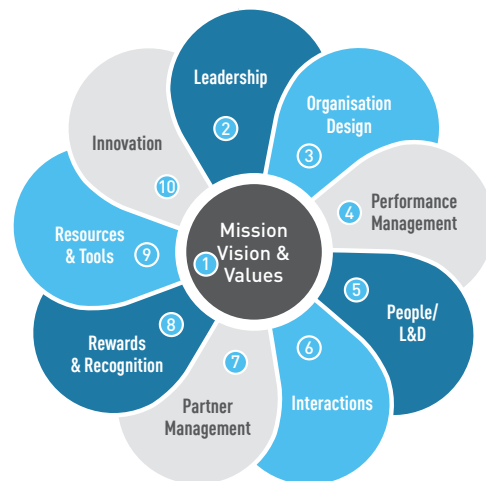 Mission
Vision &
Values
1
Leadership
2
Organisation
Design
3
Performance
Management
4
People/
L&D
5
Interactions
6
Partner
Management
7
Rewards
& Recognition
8
Resources
& Tools
9
Innovation
10